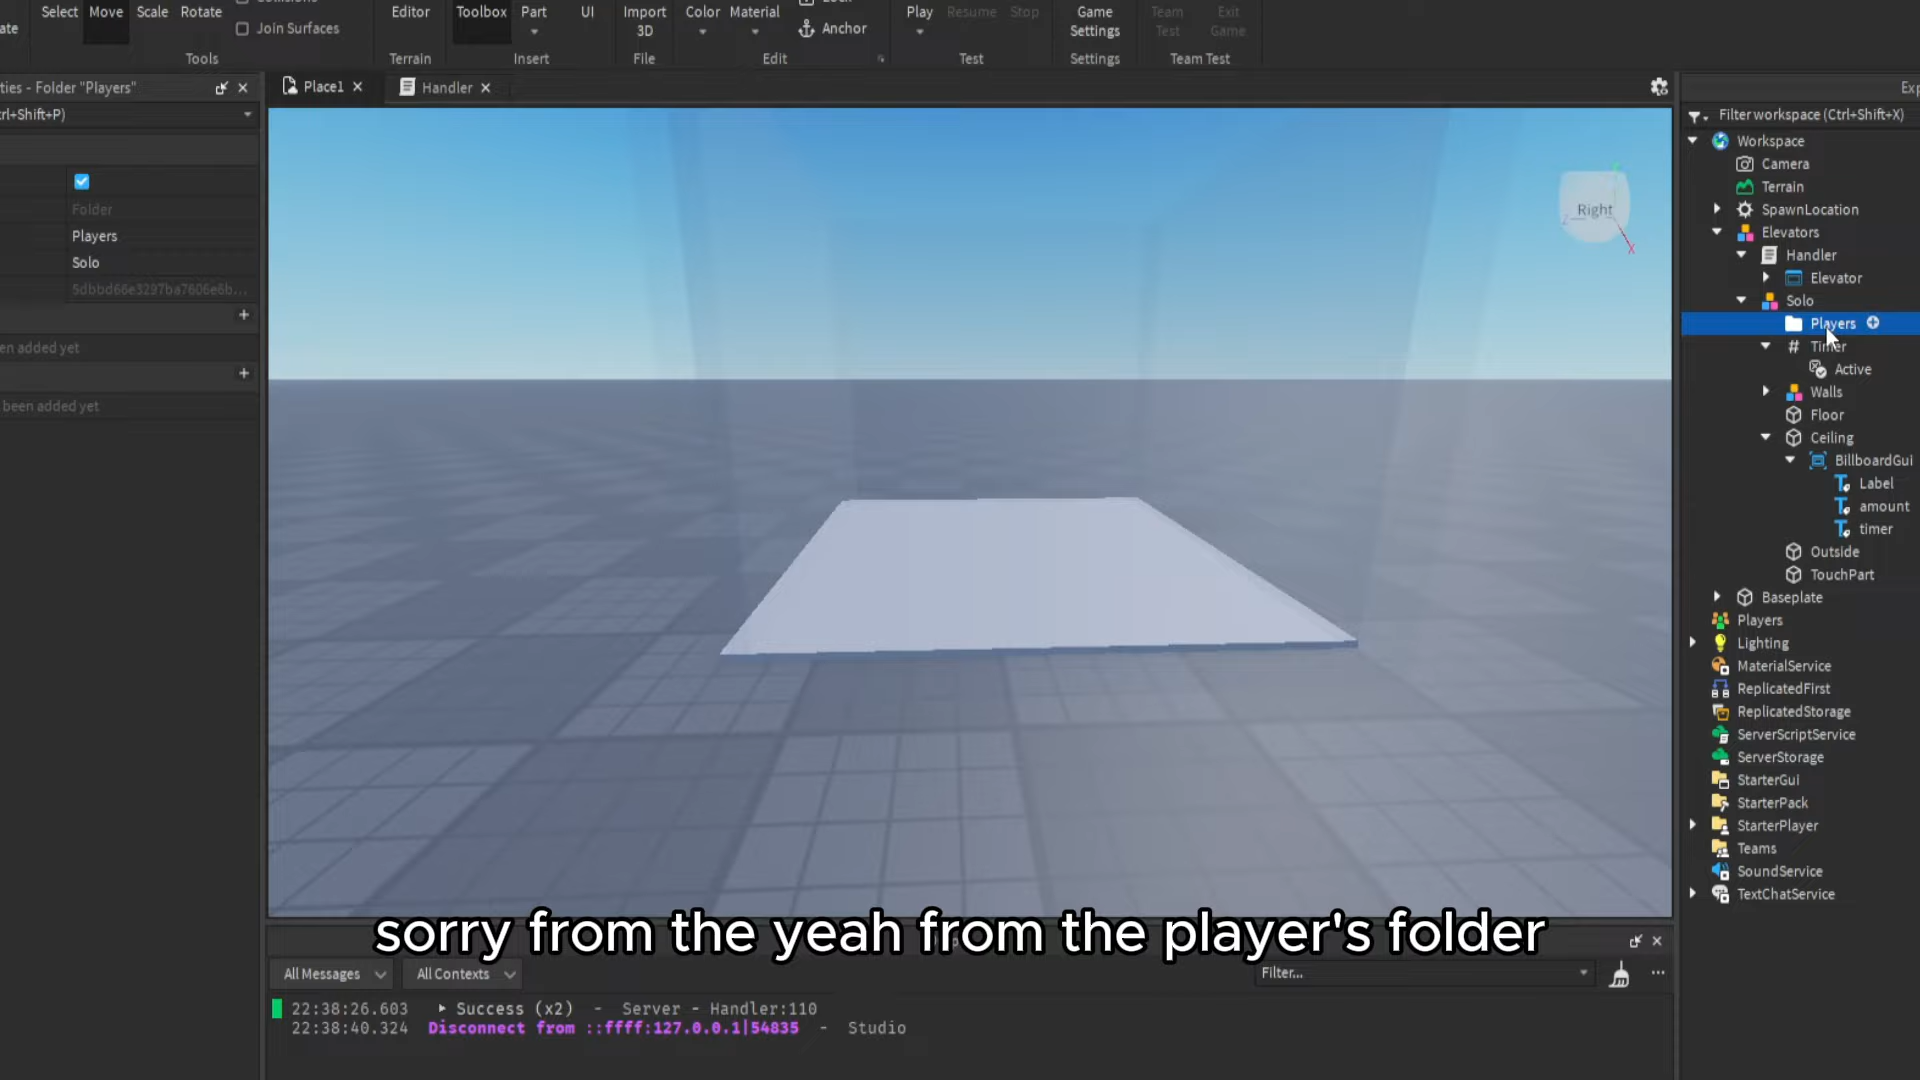 Select Move Scale Rotate
Join Surfaces
Tools
Editor
Terrain
Toolbox Part UI
Insert
Import
3D
File
Color Material
Anchor
Edit
Play Resume Stop
Test
Game
Settings
Settings
Team
Test
Exit
Game
Team Test
ties - Folder "Players"
rl+Shift+P)
Folder
Players
Solo
5dbbd66e3297ba7606e6b...
en added yet
been added yet
Place1
Handler
Right
Exp
Filter workspace (Ctrl+Shift+X)
Workspace
Camera
Terrain
SpawnLocation
Elevators
Handler
Elevator
Solo
Players
Timer
Active
Walls
Floor
Ceiling
BillboardGui
Label
amount
timer
Outside
TouchPart
Baseplate
Players
Lighting
MaterialService
ReplicatedFirst
ReplicatedStorage
ServerScriptService
ServerStorage
StarterGui
StarterPack
StarterPlayer
Teams
SoundService
TextChatService
sorry from the yeah from the player's folder
All Messages All Contexts Filter...
22:38:26.603 Success (x2) - Server - Handler:110
22:38:40.324 Disconnect from ::ffff:127.0.0.1|54835 - Studio